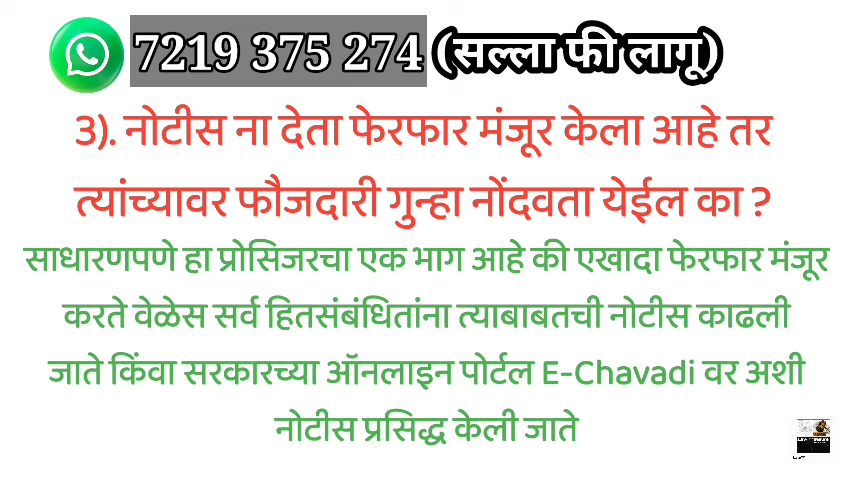 7219 375 274 (सल्ला फी लागू)
३). नोटीस ना देता फेरफार मंजूर केला आहे तर
त्यांच्यावर फौजदारी गुन्हा नोंदवता येईल का ?
साधारणपणे हा प्रोसिजरचा एक भाग आहे की एखादा फेरफार मंजूर
करते वेळेस सर्व हितसंबंधितांना त्याबाबतची नोटीस काढली
जाते किंवा सरकारच्या ऑनलाइन पोर्टल E-Chavadi वर अशी
नोटीस प्रसिद्ध केली जाते